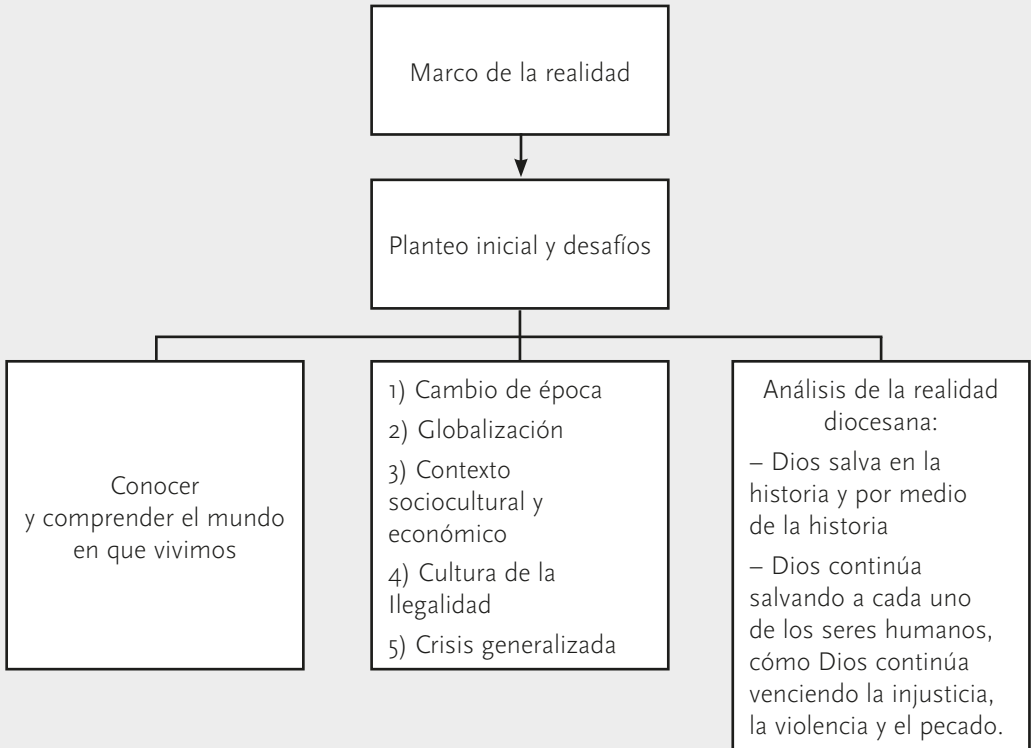 Marco de la realidad
Planteo inicial y desafíos
Conocer
y comprender el mundo
en que vivimos
1) Cambio de época
2) Globalización
3) Contexto
sociocultural y
económico
4) Cultura de la
Ilegalidad
5) Crisis generalizada
Análisis de la realidad
diocesana:
– Dios salva en la
historia y por medio
de la historia
– Dios continúa
salvando a cada uno
de los seres humanos,
cómo Dios continúa
venciendo la injusticia,
la violencia y el pecado.